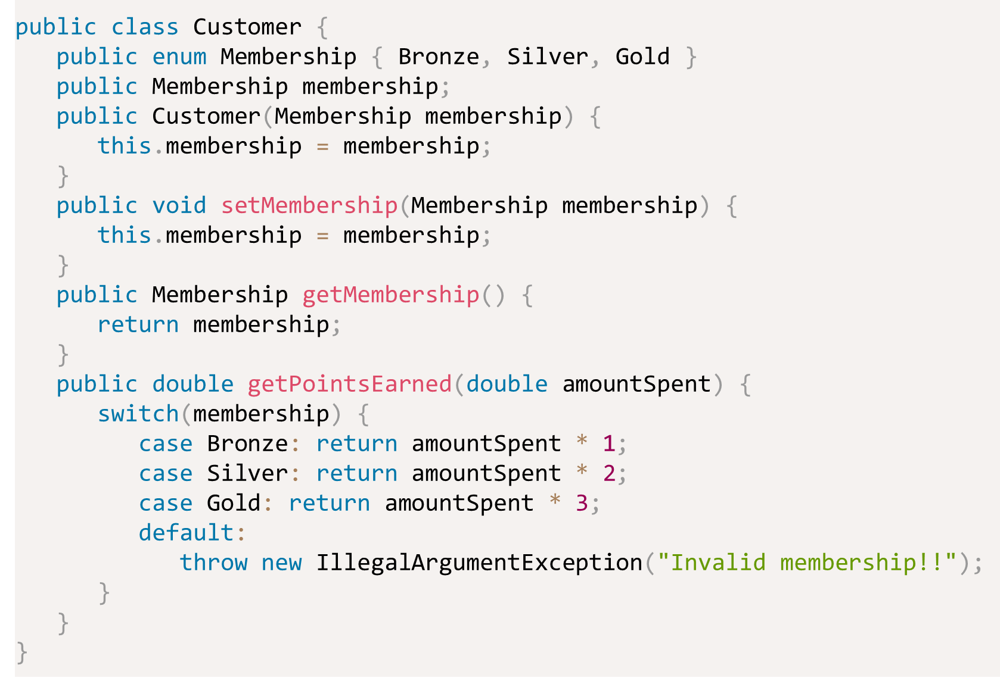 public class Customer {
   public enum Membership { Bronze, Silver, Gold }
   public Membership membership;
   public Customer(Membership membership) {
      this.membership = membership;
   }
   public void setMembership(Membership membership) {
      this.membership = membership;
   }
   public Membership getMembership() {
      return membership;
   }
   public double getPointsEarned(double amountSpent) {
      switch(membership) {
         case Bronze: return amountSpent * 1;
         case Silver: return amountSpent * 2;
         case Gold: return amountSpent * 3;
         default:
            throw new IllegalArgumentException("Invalid membership!!");
      }
   }
}